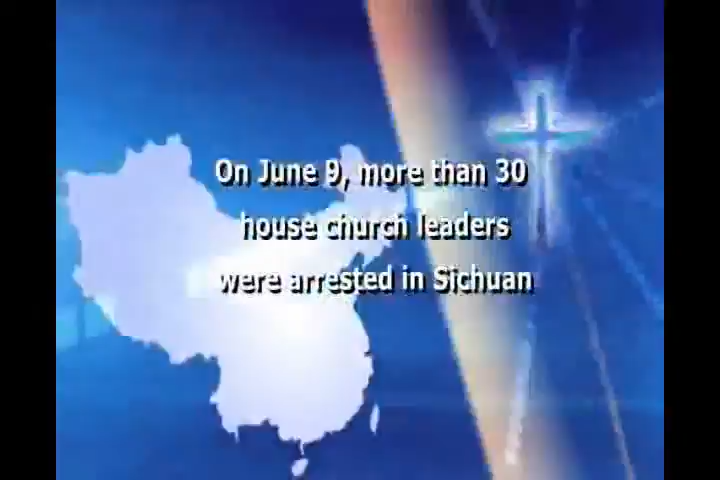 On June 9, more than 30
house church leaders
were arrested in Sichuan